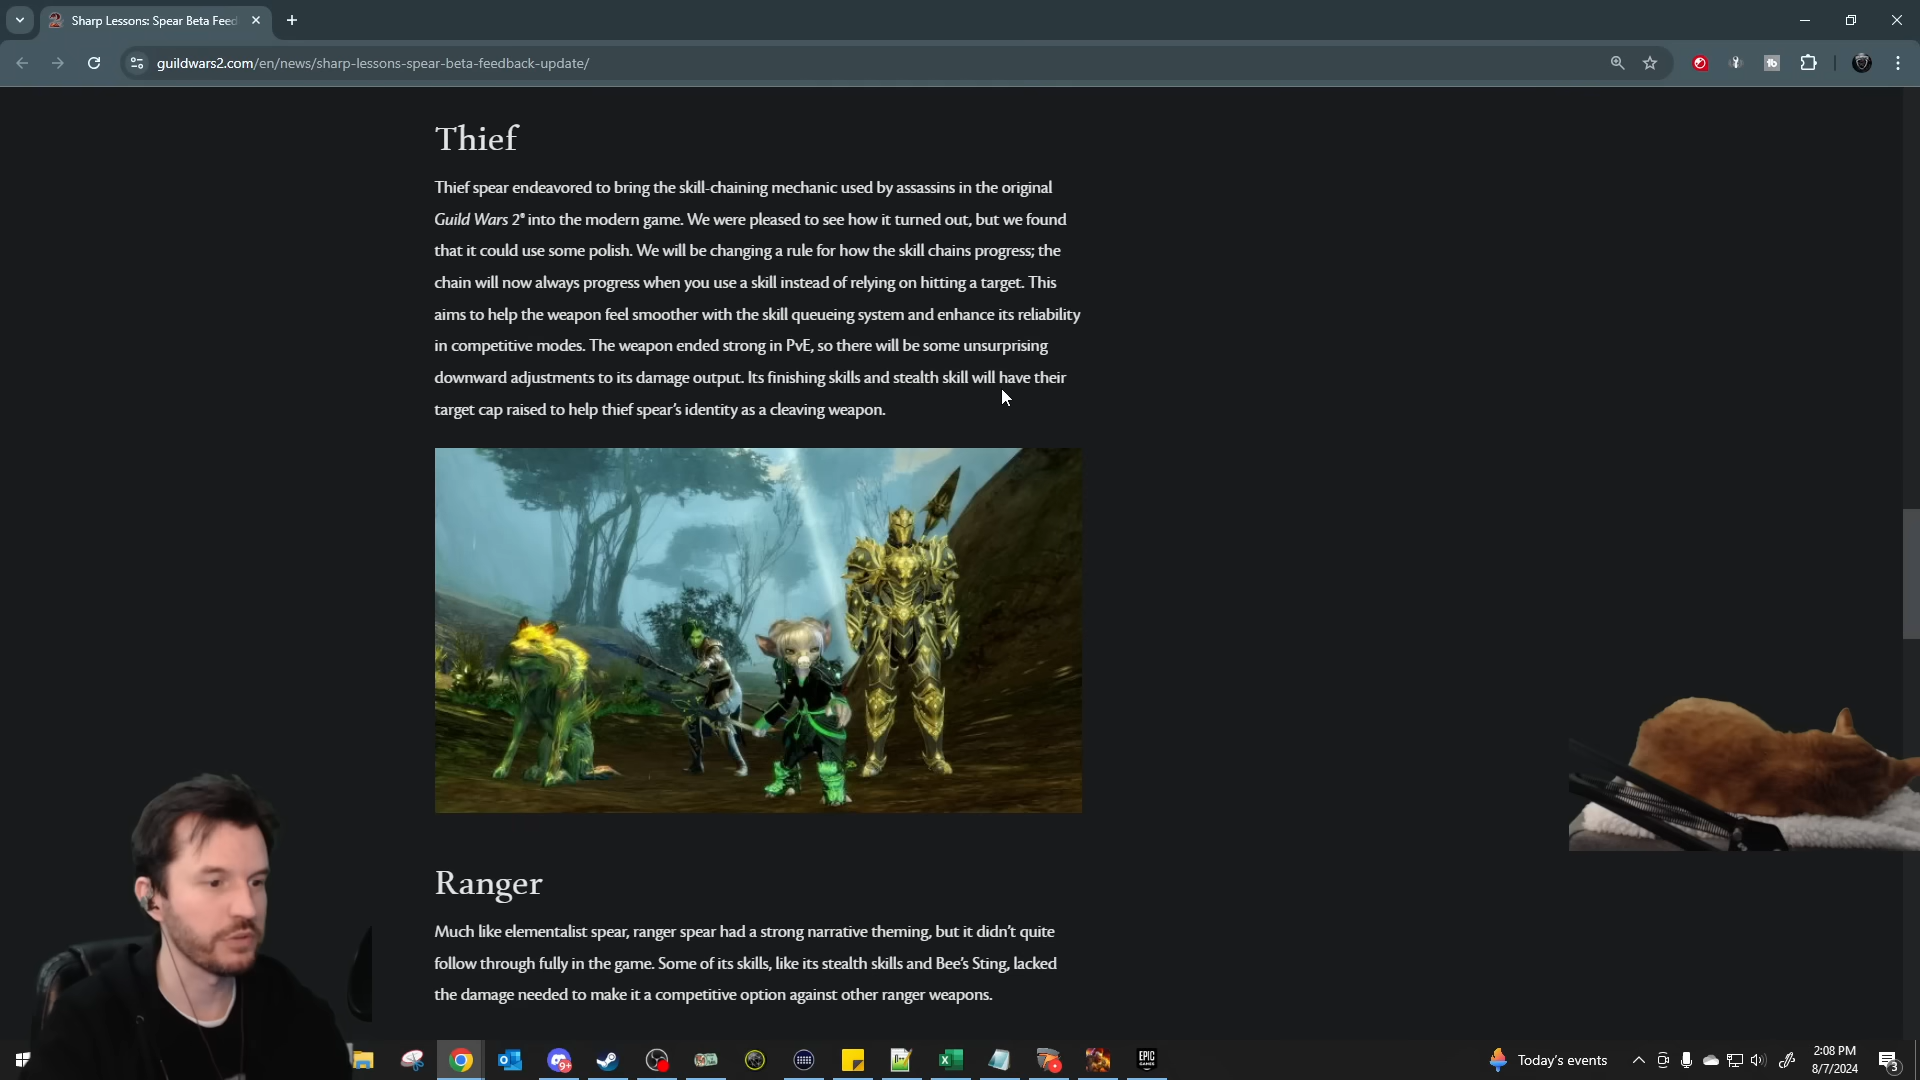 Sharp Lessons: Spear Beta Feed
guildwars2.com/en/news/sharp-lessons-spear-beta-feedback-update/
Thief
Thief spear endeavored to bring the skill-chaining mechanic used by assassins in the original
Guild Wars 2® into the modern game. We were pleased to see how it turned out, but we found
that it could use some polish. We will be changing a rule for how the skill chains progress; the
chain will now always progress when you use a skill instead of relying on hitting a target. This
aims to help the weapon feel smoother with the skill queueing system and enhance its reliability
in competitive modes. The weapon ended strong in PvE, so there will be some unsurprising
downward adjustments to its damage output. Its finishing skills and stealth skill will have their
target cap raised to help thief spear's identity as a cleaving weapon.
Ranger
Much like elementalist spear, ranger spear had a strong narrative theming, but it didn't quite
follow through fully in the game. Some of its skills, like its stealth skills and Bee's Sting, lacked
the damage needed to make it a competitive option against other ranger weapons.
9+
EPIC
GAMES
Today's events
2:08 PM
8/7/2024
3